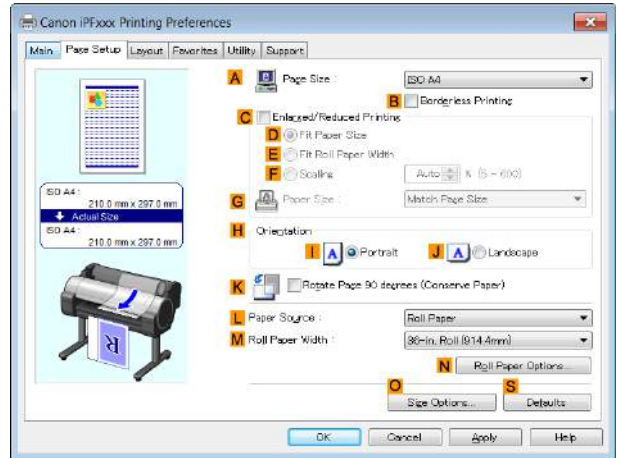 Canon iPFxxx Printing Preferences
Main Page Setup Layout Favorites Utility Support
A Page Size : ISO A4
B Borderless Printing
C Enlarged/Reduced Printing
D Fit Paper Size
E Fit Roll Paper Width
F Scaling Auto % (5 - 600)
G Paper Size : Match Page Size
ISO A4 :
210.0 mm x 297.0 mm
Actual Size
ISO A4 :
210.0 mm x 297.0 mm
H Orientation
I A Portrait J A Landscape
K Rotate Page 90 degrees (Conserve Paper)
L Paper Source : Roll Paper
M Roll Paper Width : 36-in. Roll (914.4mm)
R
N Roll Paper Options...
O S
Size Options... Defaults
OK Cancel Apply Help